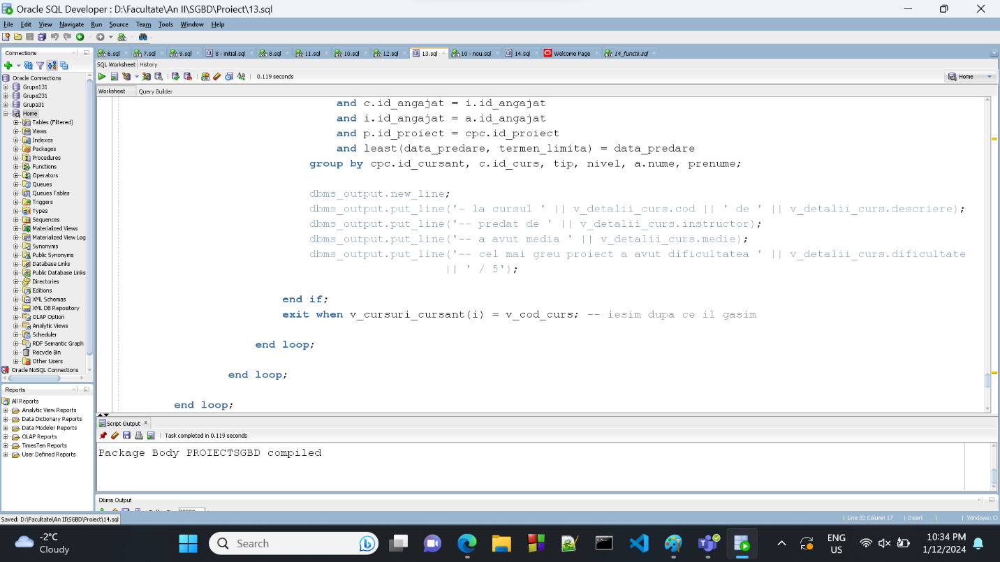 Oracle SQL Developer : D:\Facultate\An II\SGBD\Proiect\13.sql
File Edit View Navigate Run Source Team Tools Window Help
Connections
Oracle Connections
Grupa131
Grupa231
Grupa31
Home
Tables (Filtered)
Views
Indexes
Packages
Procedures
Functions
Operators
Queues
Queues Tables
Triggers
Types
Sequences
Materialized Views
Materialized View Log
Synonyms
Public Synonyms
Database Links
Public Database Links
Directories
Editions
XML Schemas
XML DB Repository
OLAP Option
Analytic Views
Scheduler
RDF Semantic Graph
Recycle Bin
Other Users
Oracle NoSQL Connections
Reports
All Reports
Analytic View Reports
Data Dictionary Reports
Data Modeler Reports
OLAP Reports
TimesTen Reports
User Defined Reports
6.sql 7.sql 9.sql 8 - initial.sql 8.sql 11.sql 10.sql 12.sql 13.sql 10 - nou.sql 14.sql Welcome Page 14_functii.sql
SQL Worksheet History
0.119 seconds
Home
Worksheet Query Builder
and c.id_angajat = i.id_angajat
and i.id_angajat = a.id_angajat
and p.id_proiect = cpc.id_proiect
and least(data_predare, termen_limita) = data_predare
group by cpc.id_cursant, c.id_curs, tip, nivel, a.nume, prenume;
dbms_output.new_line;
dbms_output.put_line('- la cursul ' || v_detalii_curs.cod || ' de ' || v_detalii_curs.descriere);
dbms_output.put_line('-- predat de ' || v_detalii_curs.instructor);
dbms_output.put_line('-- a avut media ' || v_detalii_curs.medie);
dbms_output.put_line('-- cel mai greu proiect a avut dificultatea ' || v_detalii_curs.dificultate
|| ' / 5');
end if;
exit when v_cursuri_cursant(i) = v_cod_curs; -- iesim dupa ce il gasim
end loop;
end loop;
end loop;
Script Output
Task completed in 0.119 seconds
Package Body PROIECTSGBD compiled
Dbms Output
Saved: D:\Facultate\An II\SGBD\Proiect\14.sql
Line 32 Column 17 Insert Windows: C
-2°C
Cloudy
Search
ENG
US
10:34 PM
1/12/2024